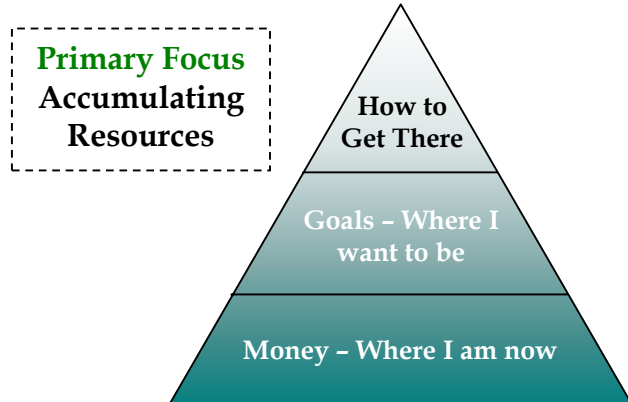 Primary Focus
Accumulating
Resources
How to
Get There
Goals – Where I
want to be
Money – Where I am now